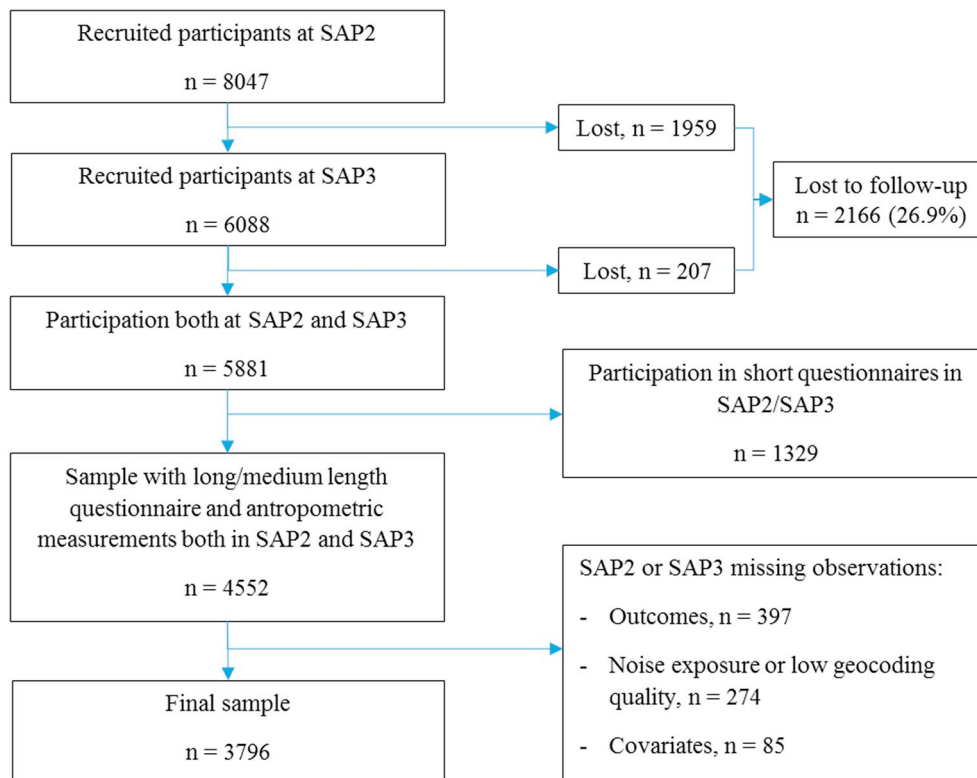 Recruited participants at SAP2
n = 8047
Lost, n = 1959
Recruited participants at SAP3
n = 6088
Lost to follow-up
n = 2166 (26.9%)
Lost, n = 207
Participation both at SAP2 and SAP3
n = 5881
Participation in short questionnaires in
SAP2/SAP3
n = 1329
Sample with long/medium length
questionnaire and antropometric
measurements both in SAP2 and SAP3
n = 4552
SAP2 or SAP3 missing observations:
- Outcomes, n = 397
- Noise exposure or low geocoding
quality, n = 274
- Covariates, n = 85
Final sample
n = 3796